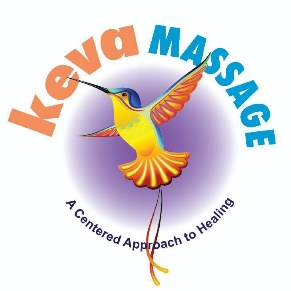 keva MASSAGE
A Centered Approach to Healing